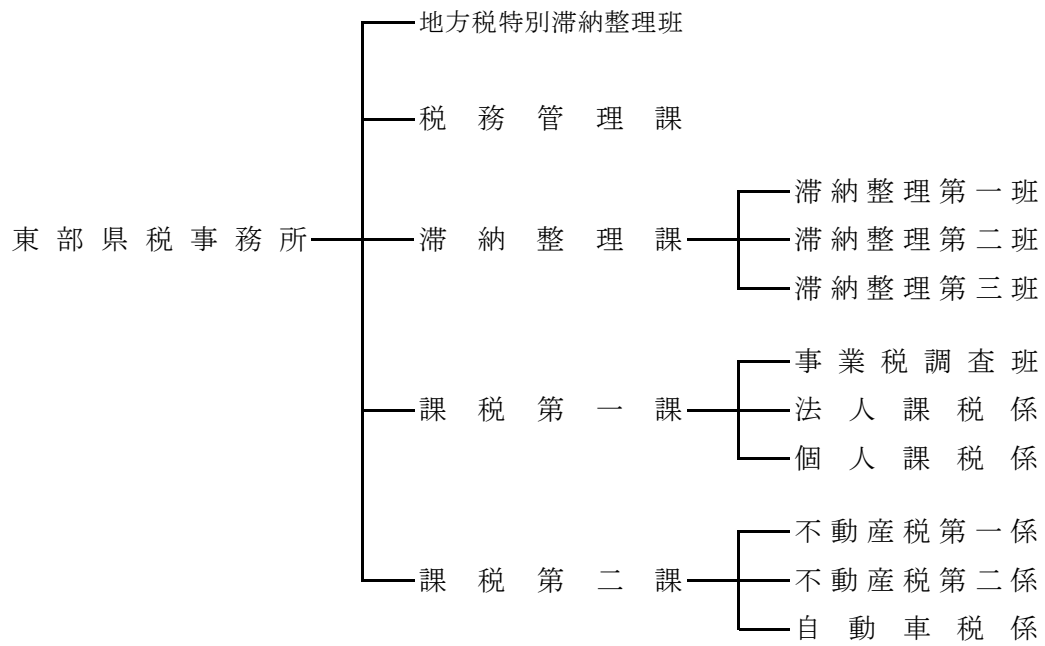 地方税特別滞納整理班
税務管理課
滞納整理第一班
東部県税事務所 滞納整理課 滞納整理第二班
滞納整理第三班
事業税調査班
課税第一課 法人課税係
個人課税係
不動産税第一係
課税第二課 不動産税第二係
自動車税係